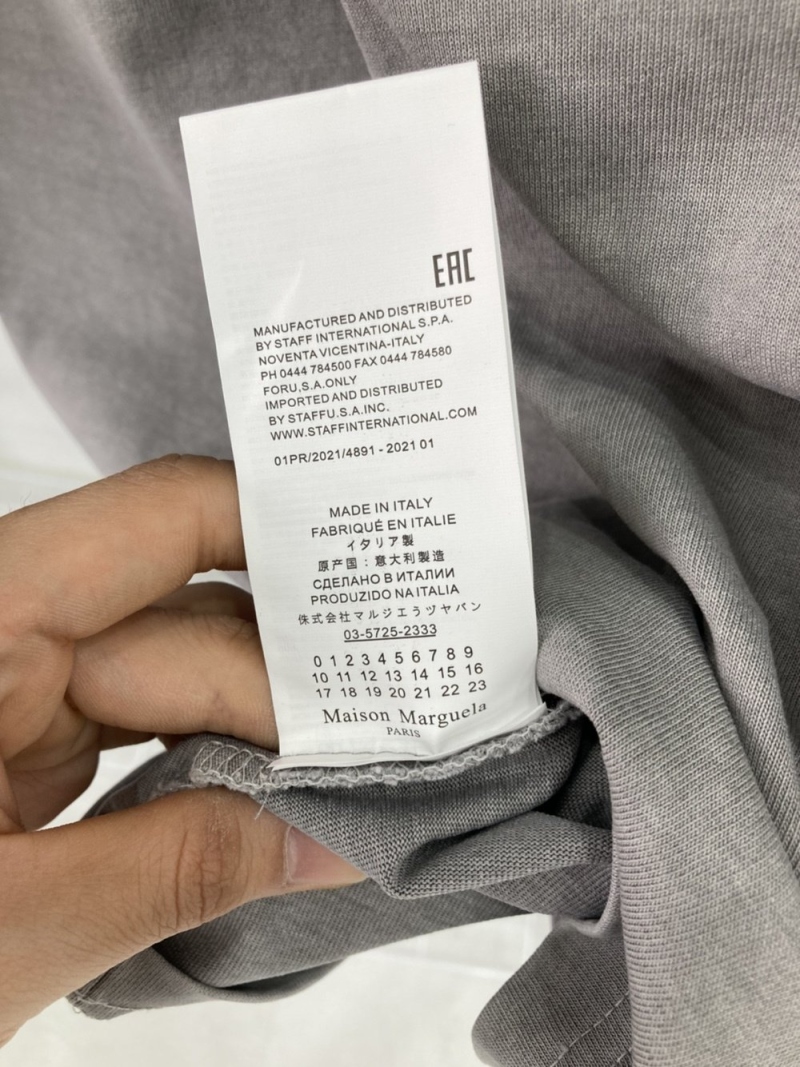 EAC
MANUFACTURED AND DISTRIBUTED
BY STAFF INTERNATIONAL S.P.A.
NOVENTA VICENTINA-ITALY
PH 0444 784500 FAX 0444 784580
FORU,S.A.ONLY
IMPORTED AND DISTRIBUTED
BY STAFFU.S.A.INC.
WWW.STAFFINTERNATIONAL.COM
01PR/2021/4891 - 2021 01
MADE IN ITALY
FABRIQUÉ EN ITALIE
イタリア製
原产国：意大利製造
СДЕЛАНО В ИТАЛИИ
PRODUZIDO NA ITALIA
侏式会社マルジエラヅヤバン
03-5725-2333
0 1 2 3 4 5 6 7 8 9
10 11 12 13 14 15 16
17 18 19 20 21 22 23
Maison Marguela
PARIS